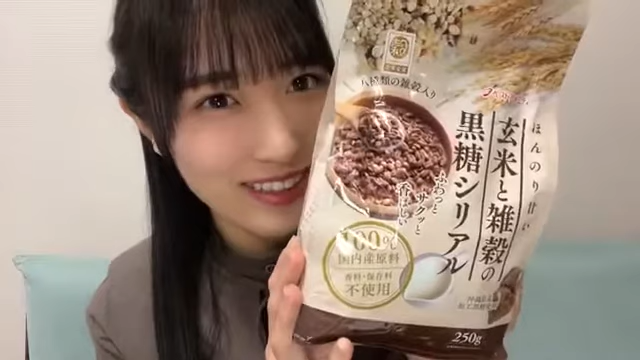 八種類の雑穀入り
ほんのり甘い
玄米と雑穀の
黒糖シリアル
ふわっと
サクッと
香ばしい
100%
国内産原料
香料・保存料
不使用
250g